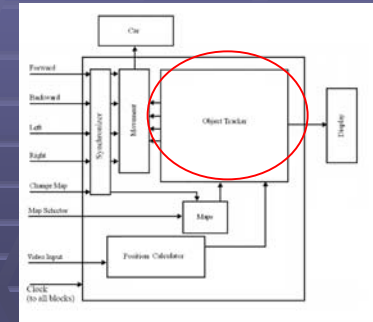 Car
Forward
Backward
Left
Right
Change Map
Map Selector
Video Input
Clock
(to all blocks)
Synchronizer
Movement
Object Tracker
Maps
Position Calculator
Display